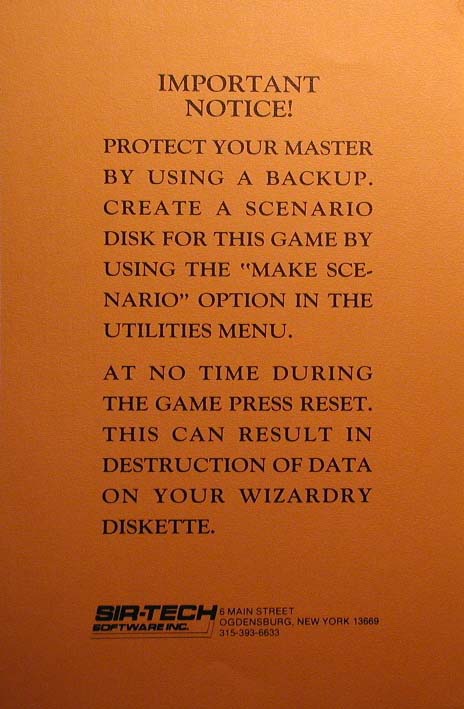 IMPORTANT
NOTICE!
PROTECT YOUR MASTER
BY USING A BACKUP.
CREATE A SCENARIO
DISK FOR THIS GAME BY
USING THE "MAKE SCE-
NARIO" OPTION IN THE
UTILITIES MENU.
AT NO TIME DURING
THE GAME PRESS RESET.
THIS CAN RESULT IN
DESTRUCTION OF DATA
ON YOUR WIZARDRY
DISKETTE.
SIR-TECH
SOFTWARE INC.
6 MAIN STREET
OGDENSBURG, NEW YORK 13669
315-393-6633